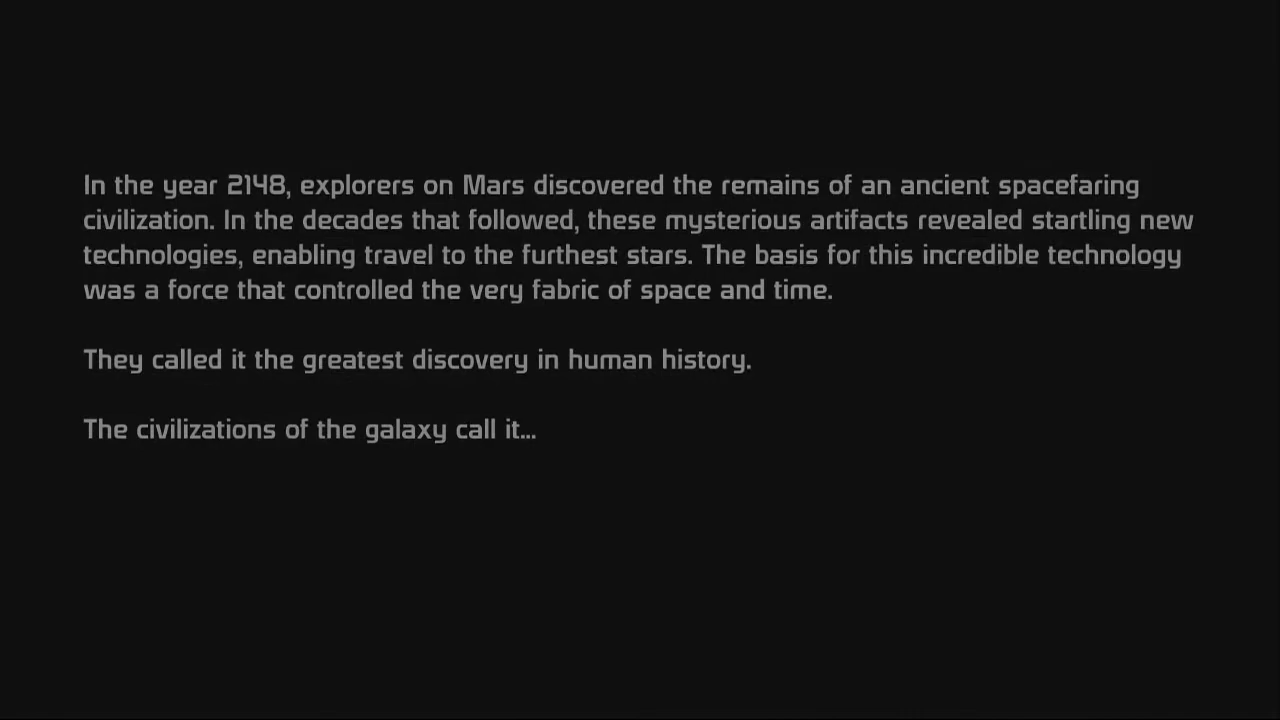 In the year 2148, explorers on Mars discovered the remains of an ancient spacefaring
civilization. In the decades that followed, these mysterious artifacts revealed startling new
technologies, enabling travel to the furthest stars. The basis for this incredible technology
was a force that controlled the very fabric of space and time.
They called it the greatest discovery in human history.
The civilizations of the galaxy call it...